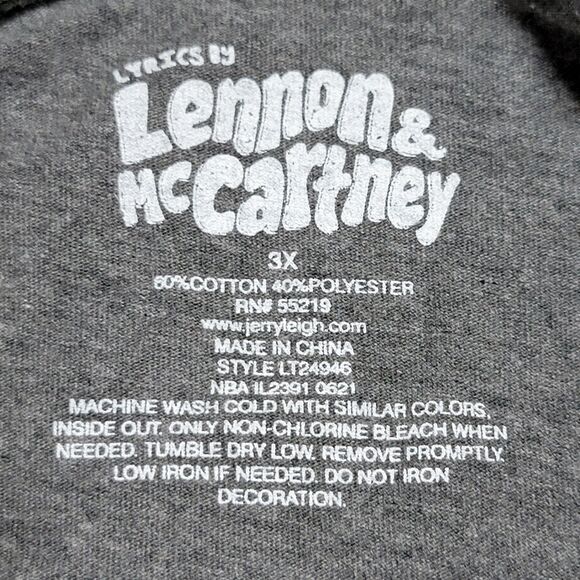 LYRICS BY
Lennon &
McCartney
3X
60%COTTON 40%POLYESTER
RN# 55219
www.jerryleigh.com
MADE IN CHINA
STYLE LT24946
NBA IL2391 0621
MACHINE WASH COLD WITH SIMILAR COLORS,
INSIDE OUT. ONLY NON-CHLORINE BLEACH WHEN
NEEDED. TUMBLE DRY LOW. REMOVE PROMPTLY.
LOW IRON IF NEEDED. DO NOT IRON
DECORATION.